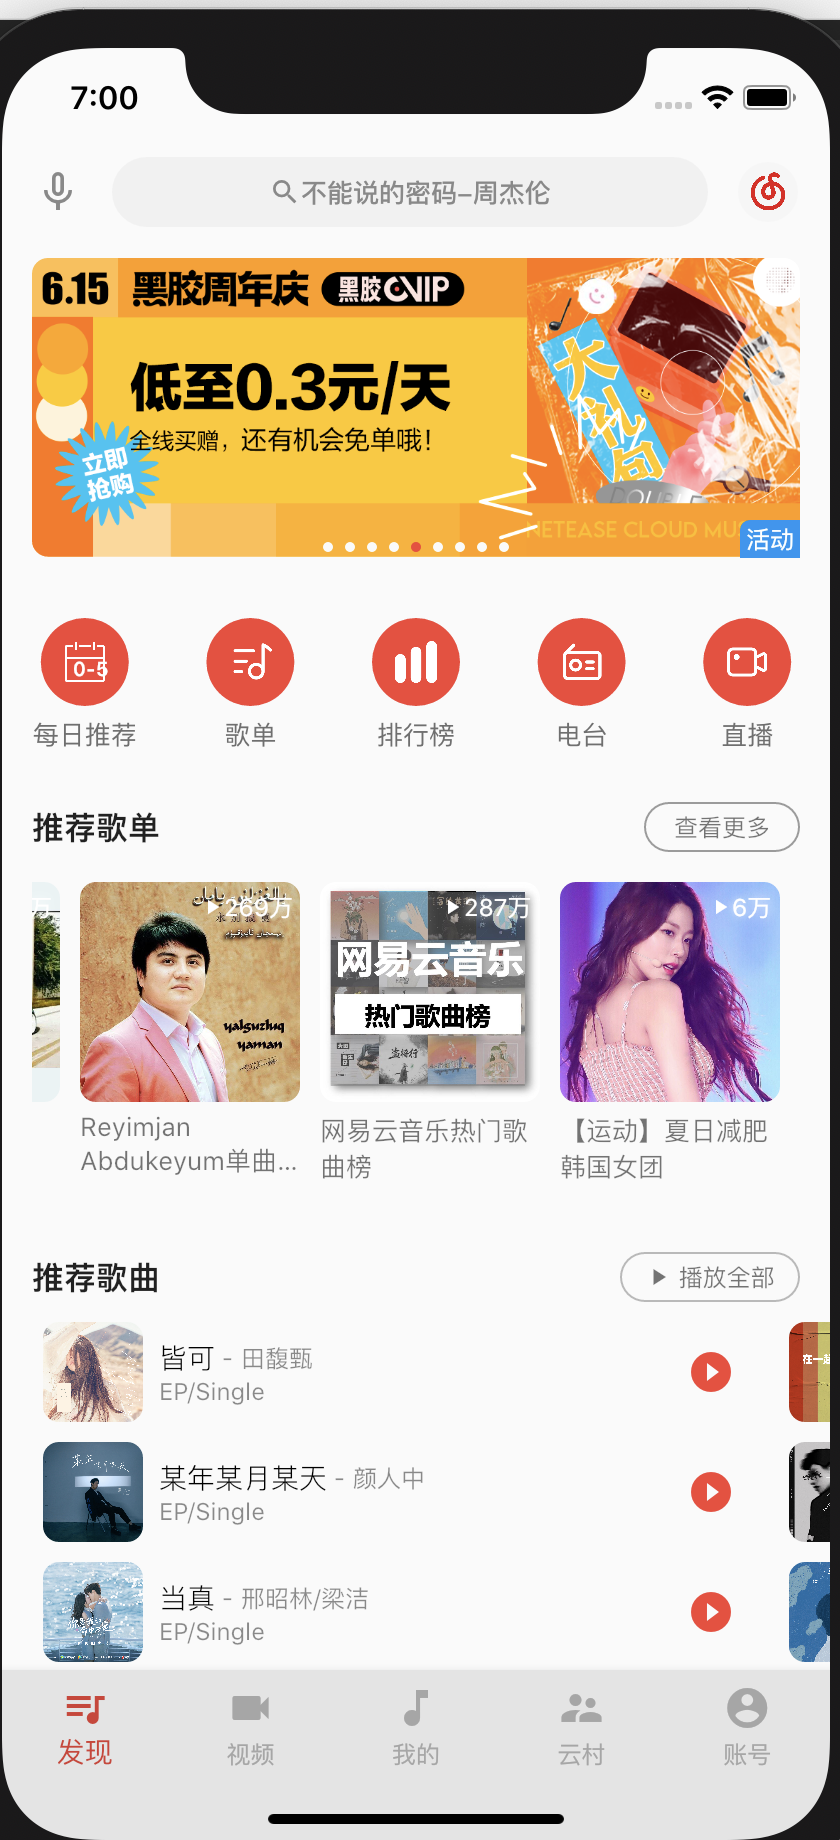 7:00
不能说的密码-周杰伦
6.15 黑胶周年庆 黑胶VIP
低至0.3元/天
全线买赠，还有机会免单哦！
立即
抢购
大礼包
DOUBLE
NETEASE CLOUD MUS
活动
0-5
每日推荐 歌单 排行榜 电台 直播
推荐歌单 查看更多
万 269万 287万 6万
网易云音乐
热门歌曲榜
yalguzluq
yaman
Reyimjan
Abdukeyum单曲...
网易云音乐热门歌
曲榜
【运动】夏日减肥
韩国女团
推荐歌曲 播放全部
皆可 - 田馥甄
EP/Single
在一起
某年某月某天 - 颜人中
EP/Single
当真 - 邢昭林/梁洁
EP/Single
发现 视频 我的 云村 账号